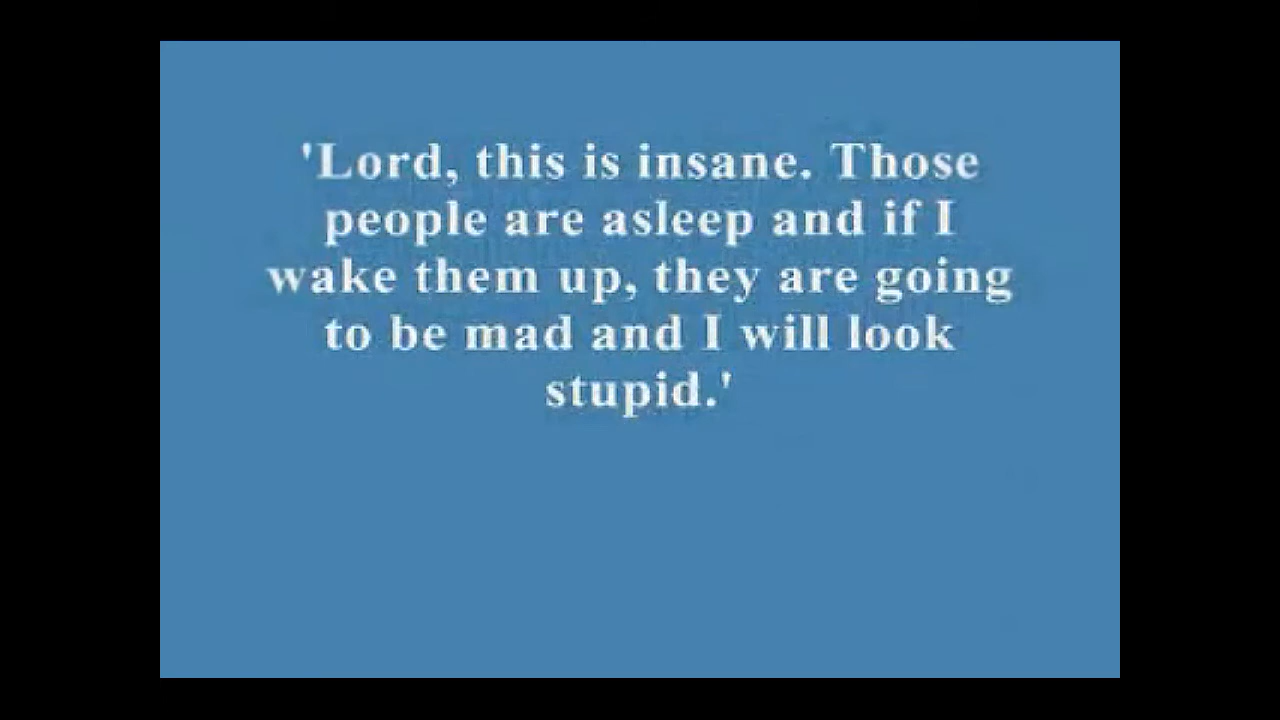 'Lord, this is insane. Those
people are asleep and if I
wake them up, they are going
to be mad and I will look
stupid.'